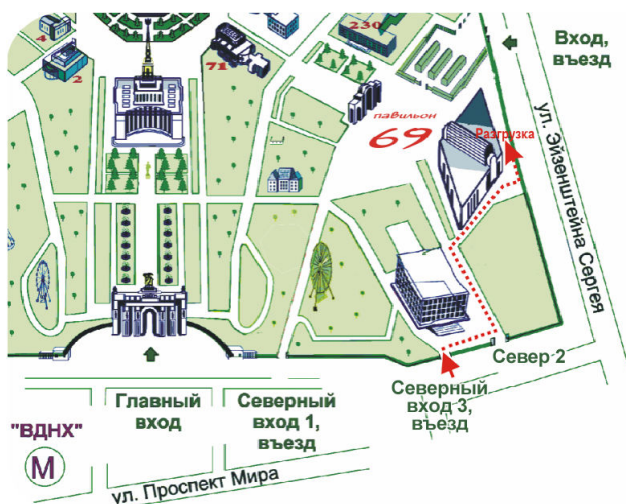 4
2
71
230
Вход,
въезд
павильон
69
Разгрузка
ул. Эйзенштейна Сергея
Север 2
Главный
вход
Северный
вход 1,
въезд
Северный
вход 3,
въезд
"ВДНХ"
М
ул. Проспект Мира